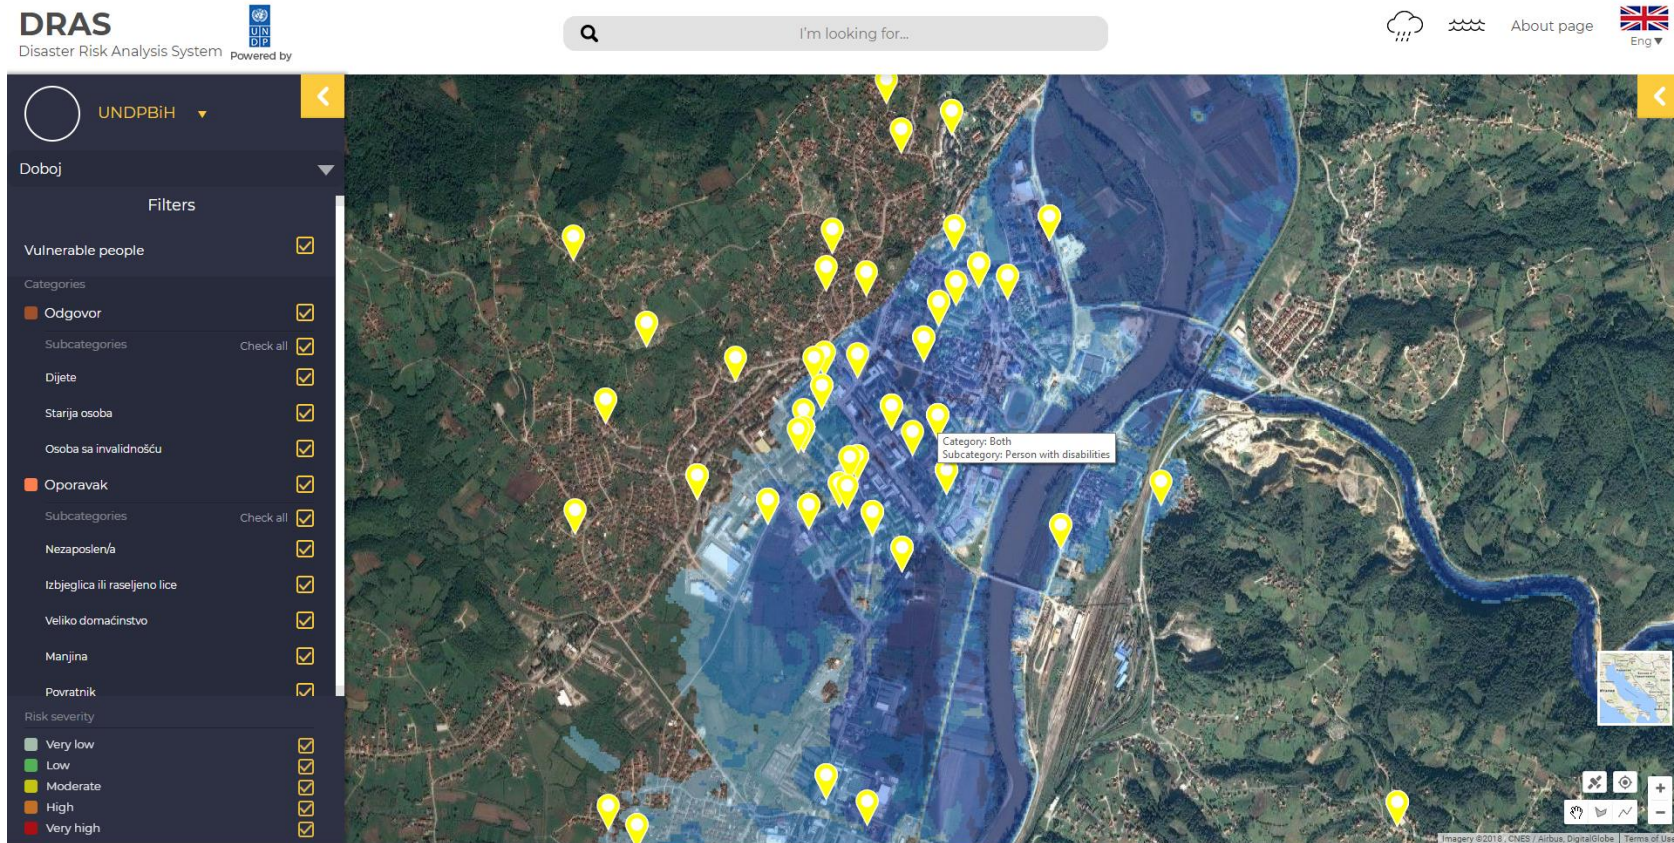 DRAS
Disaster Risk Analysis System
UN
DP
Powered by
I'm looking for...
About page
Eng
UNDPBiH
Doboj
Filters
Vulnerable people
Categories
Odgovor
Subcategories Check all
Dijete
Starija osoba
Osoba sa invalidnošću
Oporavak
Subcategories Check all
Nezaposlen/a
Izbjeglica ili raseljeno lice
Veliko domaćinstvo
Manjina
Povratnik
Risk severity
Very low
Low
Moderate
High
Very high
Category: Both
Subcategory: Person with disabilities
Imagery ©2018, CNES / Airbus, DigitalGlobe Terms of Use